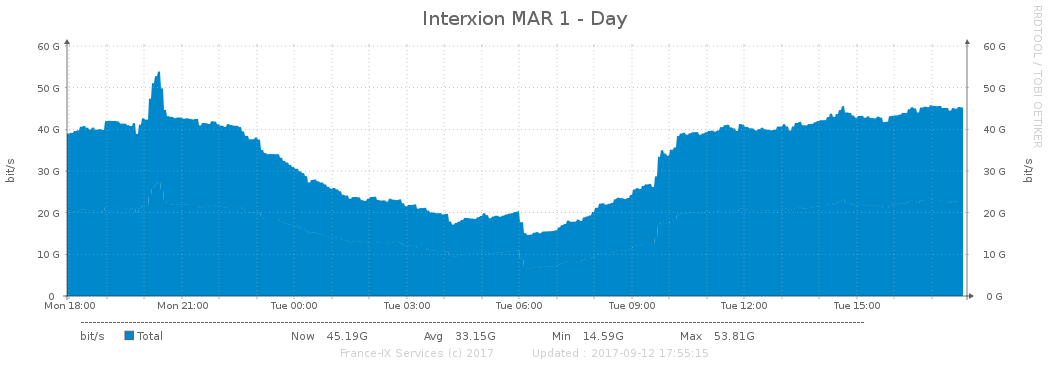 Interxion MAR 1 - Day
RRDTOOL / TOBI OETIKER
bit/s
60 G
50 G
40 G
30 G
20 G
10 G
0
60 G
50 G
40 G
30 G
20 G
10 G
0 G
bit/s
Mon 18:00 Mon 21:00 Tue 00:00 Tue 03:00 Tue 06:00 Tue 09:00 Tue 12:00 Tue 15:00
bit/s Total Now 45.19G Avg 33.15G Min 14.59G Max 53.81G
France-IX Services (c) 2017 Updated : 2017-09-12 17:55:15